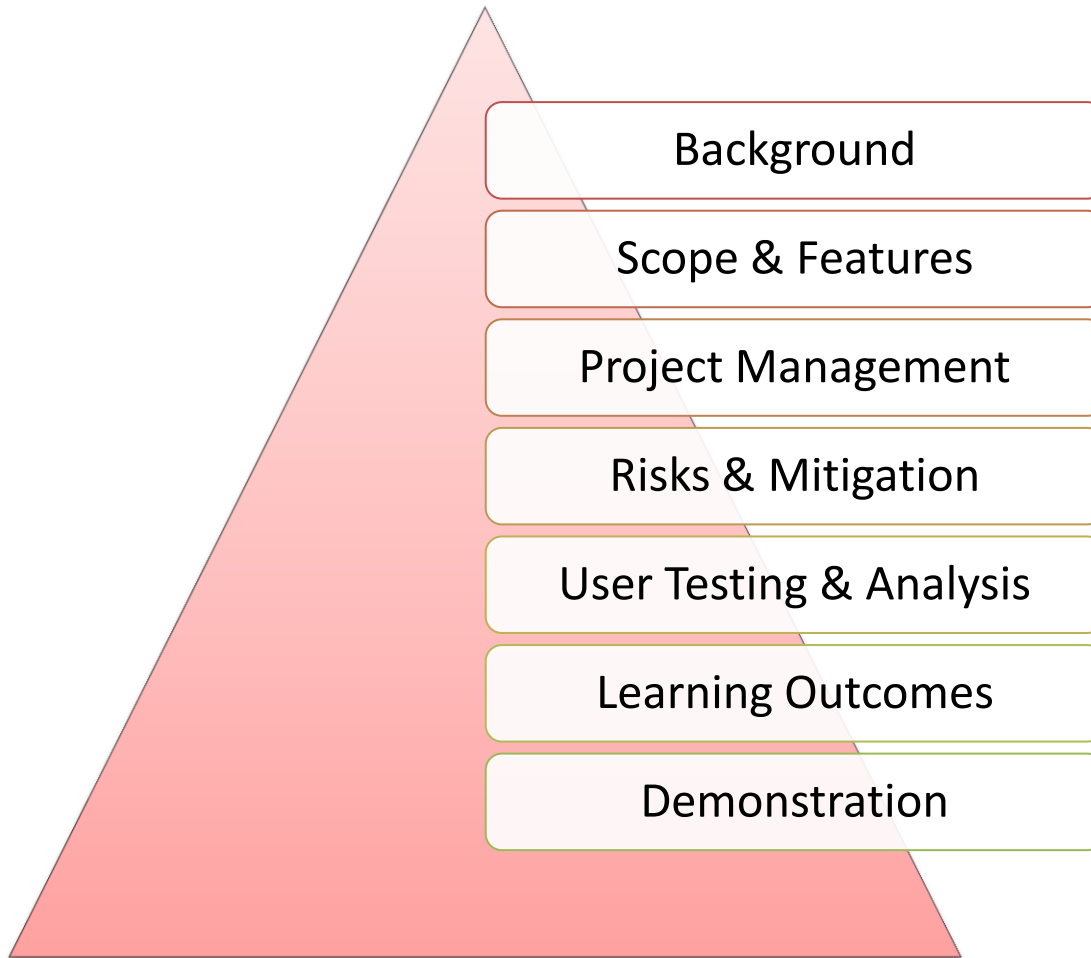 Background
Scope & Features
Project Management
Risks & Mitigation
User Testing & Analysis
Learning Outcomes
Demonstration